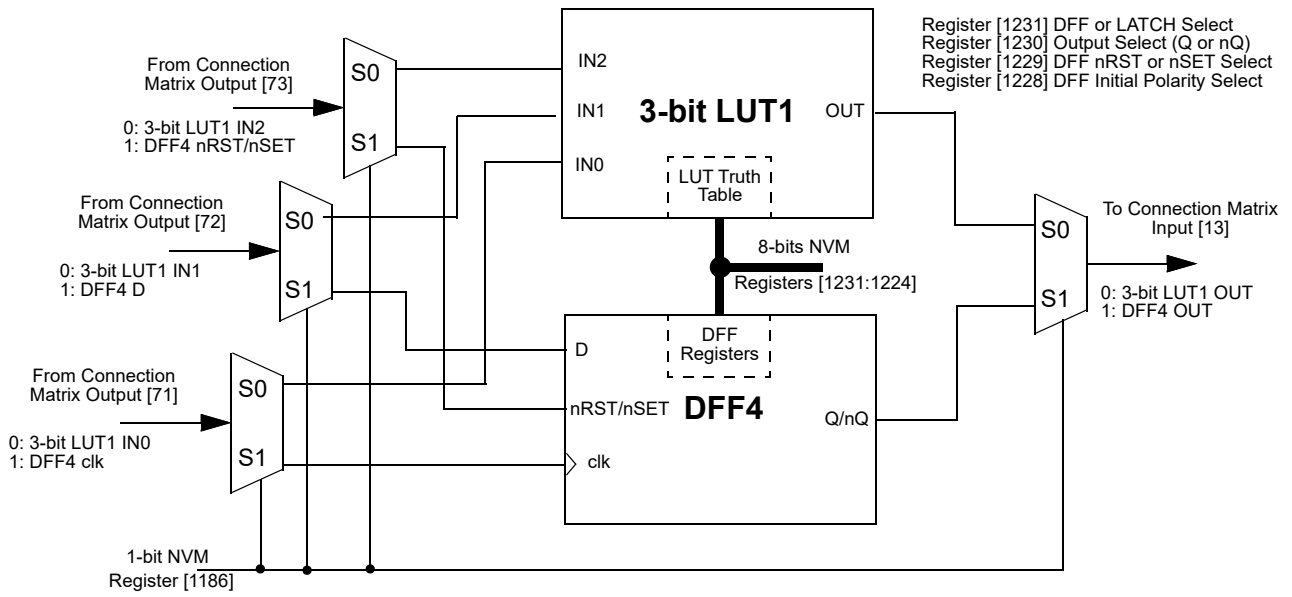 Register [1231] DFF or LATCH Select
Register [1230] Output Select (Q or nQ)
Register [1229] DFF nRST or nSET Select
Register [1228] DFF Initial Polarity Select
From Connection
Matrix Output [73]
0: 3-bit LUT1 IN2
1: DFF4 nRST/nSET
S0
S1
From Connection
Matrix Output [72]
0: 3-bit LUT1 IN1
1: DFF4 D
S0
S1
From Connection
Matrix Output [71]
0: 3-bit LUT1 IN0
1: DFF4 clk
S0
S1
IN2
IN1
IN0
3-bit LUT1
OUT
LUT Truth
Table
8-bits NVM
Registers [1231:1224]
DFF
Registers
D
nRST/nSET
DFF4
Q/nQ
clk
S0
S1
To Connection Matrix
Input [13]
0: 3-bit LUT1 OUT
1: DFF4 OUT
1-bit NVM
Register [1186]